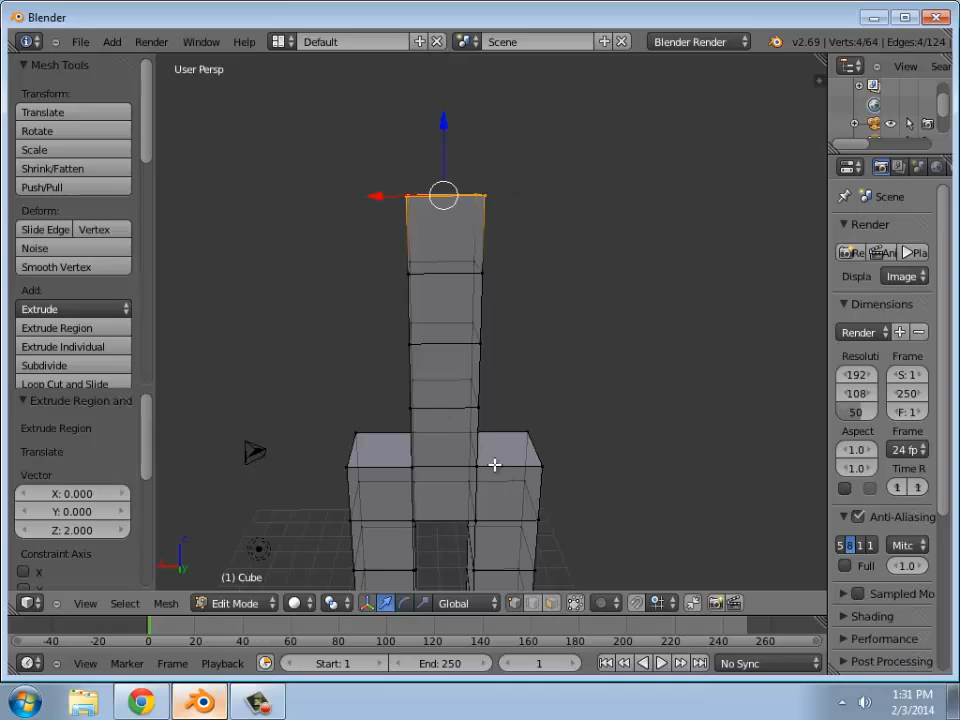 Blender
File Add Render Window Help Default Scene Blender Render v2.69 | Verts:4/64 | Edges:4/124
Mesh Tools
User Persp
View
Transform:
Translate
Rotate
Scale
Shrink/Fatten
Push/Pull
Scene
Deform:
Render
Slide Edge Vertex
Noise
Re An Pla
Smooth Vertex
Displa Image
Add:
Dimensions
Extrude
Extrude Region
Render
Extrude Individual
Resoluti Frame
Subdivide
192 S: 1
Loop Cut and Slide
108 250
Extrude Region and
50 F: 1
Extrude Region
Aspect Frame
Translate
1.0 24 fp
Vector
1.0 Time R
X: 0.000
1 1
Y: 0.000
Anti-Aliasing
Z: 2.000
5 8 1 1 Mitc
Constraint Axis
Full 1.0
X
z
y
(1) Cube
Sampled Mo
View Select Mesh Edit Mode Global
Shading
-40 -20 0 20 40 60 80 100 120 140 160 180 200 220 240 260
Performance
View Marker Frame Playback Start: 1 End: 250 1 No Sync
Post Processing
1:31 PM
2/3/2014